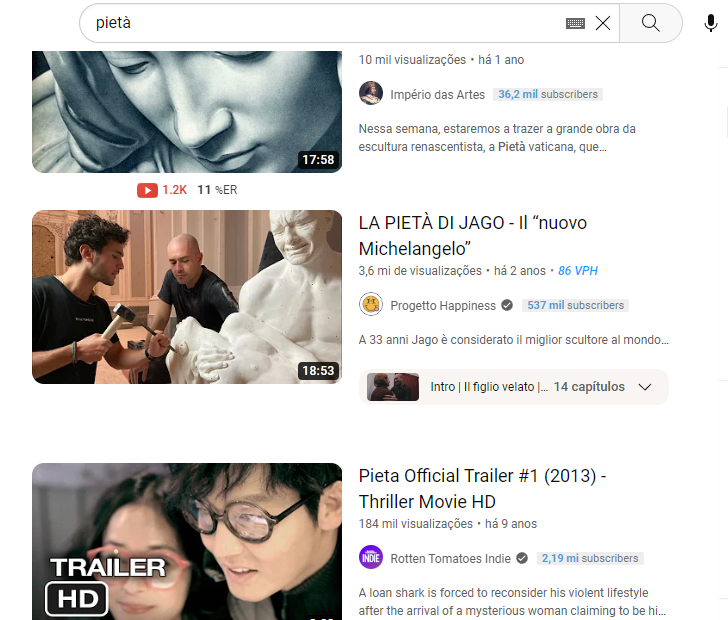 pietà
10 mil visualizações • há 1 ano
Império das Artes 36,2 mil subscribers
Nessa semana, estaremos a trazer a grande obra da
escultura renascentista, a Pietà vaticana, que...
17:58
1.2K 11 %ER
LA PIETÀ DI JAGO - Il “nuovo
Michelangelo”
3,6 mi de visualizações • há 2 anos • 86 VPH
Progetto Happiness 537 mil subscribers
A 33 anni Jago è considerato il miglior scultore al mondo...
18:53
Intro | Il figlio velato |... 14 capítulos
Pieta Official Trailer #1 (2013) -
Thriller Movie HD
184 mil visualizações • há 9 anos
INDIE Rotten Tomatoes Indie 2,19 mi subscribers
TRAILER
HD
A loan shark is forced to reconsider his violent lifestyle
after the arrival of a mysterious woman claiming to be hi...